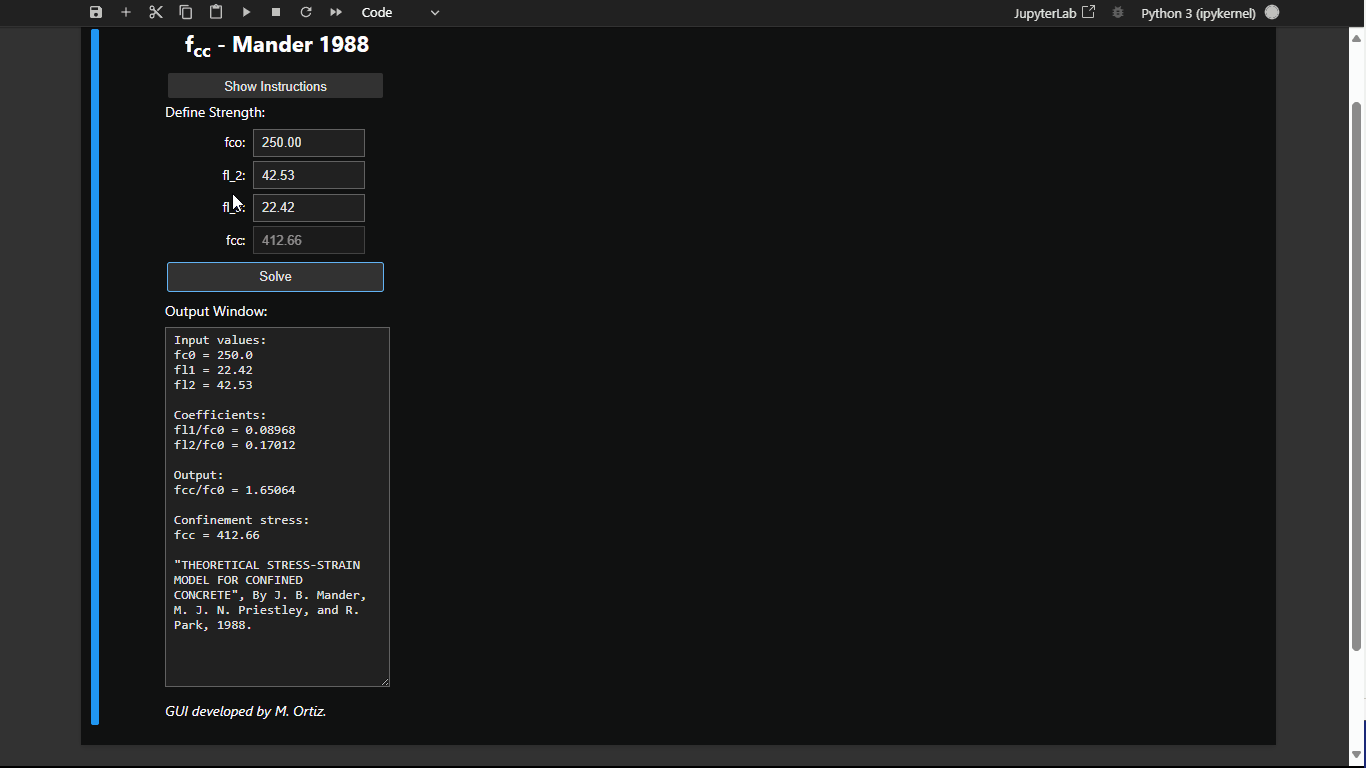 Code
JupyterLab
Python 3 (ipykernel)
fcc - Mander 1988
Show Instructions
Define Strength:
fco: 250.00
fl_2: 42.53
22.42
fcc: 412.66
Solve
Output Window:
Input values:
fc0 = 250.0
fl1 = 22.42
fl2 = 42.53
Coefficients:
fl1/fc0 = 0.08968
fl2/fc0 = 0.17012
Output:
fcc/fc0 = 1.65064
Confinement stress:
fcc = 412.66
"THEORETICAL STRESS-STRAIN
MODEL FOR CONFINED
CONCRETE", By J. B. Mander,
M. J. N. Priestley, and R.
Park, 1988.
GUI developed by M. Ortiz.